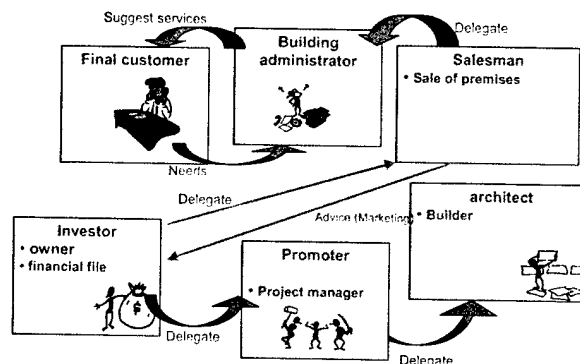 Suggest services
Delegate
Final customer
Building
administrator
Salesman
• Sale of premises
Needs
Delegate
Advice (Marketing)
architect
• Builder
Investor
• owner
• financial file
$
Promoter
• Project manager
Delegate
Delegate